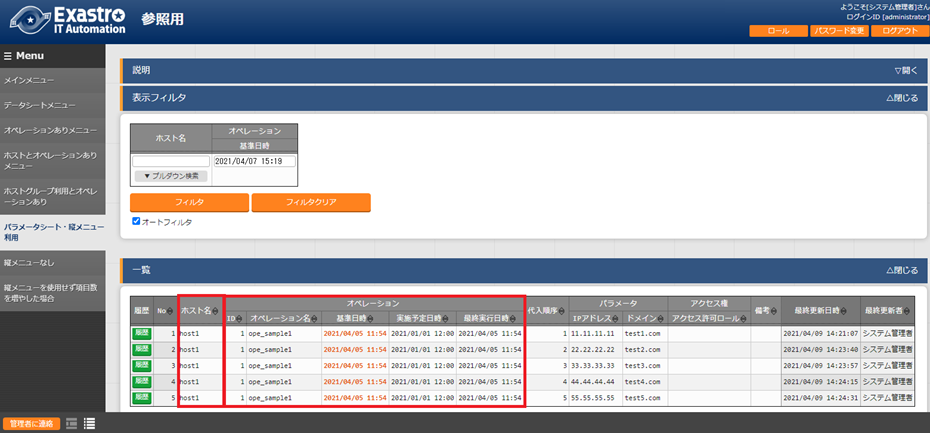 Exastro
IT Automation
参照用
ようこそ[システム管理者]さん
ログインID [administrator]
ロール
パスワード変更
ログアウト
Menu
メインメニュー
データシートメニュー
オペレーションありメニュー
ホストとオペレーションあり
メニュー
ホストグループ利用とオペレ
ーションあり
パラメータシート・縦メニュー
利用
縦メニューなし
縦メニューを使用せず項目数
を増やした場合
説明
▽開く
表示フィルタ
△閉じる
ホスト名
オペレーション
基準日時
2021/04/07 15:19
▼ プルダウン検索
フィルタ
フィルタクリア
オートフィルタ
一覧
△閉じる
履歴 No ホスト名 オペレーション 代入順序 パラメータ アクセス権 備考 最終更新日時 最終更新者
ID オペレーション名 基準日時 実施予定日時 最終実行日時 IPアドレス ドメイン アクセス許可ロール
履歴 1 host1 1 ope_sample1 2021/04/05 11:54 2021/01/01 12:00 2021/04/05 11:54 1 11.11.11.11 test1.com 2021/04/09 14:21:07 システム管理者
履歴 2 host1 1 ope_sample1 2021/04/05 11:54 2021/01/01 12:00 2021/04/05 11:54 2 22.22.22.22 test2.com 2021/04/09 14:23:40 システム管理者
履歴 3 host1 1 ope_sample1 2021/04/05 11:54 2021/01/01 12:00 2021/04/05 11:54 3 33.33.33.33 test3.com 2021/04/09 14:23:57 システム管理者
履歴 4 host1 1 ope_sample1 2021/04/05 11:54 2021/01/01 12:00 2021/04/05 11:54 4 44.44.44.44 test4.com 2021/04/09 14:24:15 システム管理者
履歴 5 host1 1 ope_sample1 2021/04/05 11:54 2021/01/01 12:00 2021/04/05 11:54 5 55.55.55.55 test5.com 2021/04/09 14:24:31 システム管理者
管理者に連絡